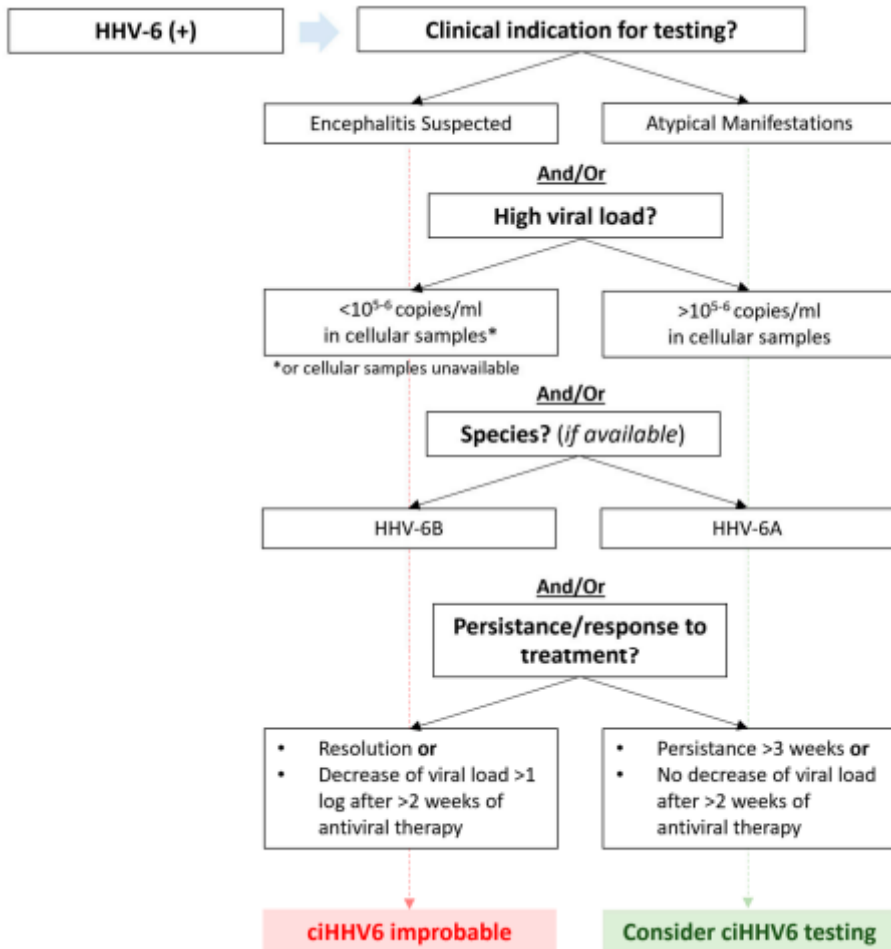 HHV-6 (+)
Clinical indication for testing?
Encephalitis Suspected
Atypical Manifestations
And/Or
High viral load?
<10⁵⁻⁶ copies/ml
in cellular samples*
>10⁵⁻⁶ copies/ml
in cellular samples
*or cellular samples unavailable
And/Or
Species? (if available)
HHV-6B
HHV-6A
And/Or
Persistance/response to
treatment?
• Resolution or
• Decrease of viral load >1
log after >2 weeks of
antiviral therapy
• Persistance >3 weeks or
• No decrease of viral load
after >2 weeks of
antiviral therapy
ciHHV6 improbable
Consider ciHHV6 testing